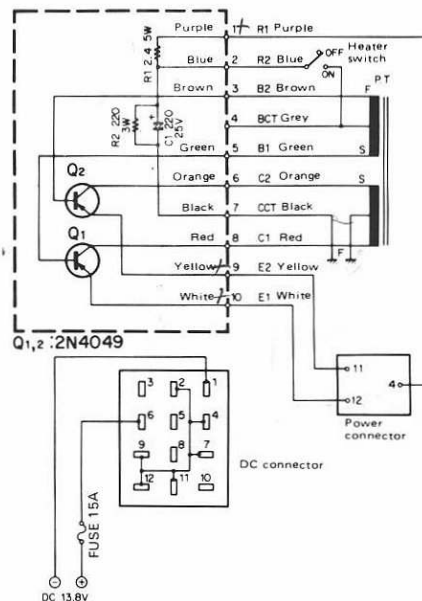 Purple 1 R1 Purple
Blue 2 R2 Blue
Heater switch
OFF
ON
Brown 3 B2 Brown
F
PT
4 BCT Grey
Green 5 B1 Green
S
Orange 6 C2 Orange
S
Black 7 CCT Black
Red 8 C1 Red
F
Yellow 9 E2 Yellow
White 10 E1 White
R1 2.4 5W
R2 220 3W
+
C1 220 25V
Q2
Q1
Q1,2 :2N4049
11
12
4
Power connector
3 2 1
6 5 4
9 8 7
12 11 10
DC connector
FUSE 15A
− +
DC 13.8V